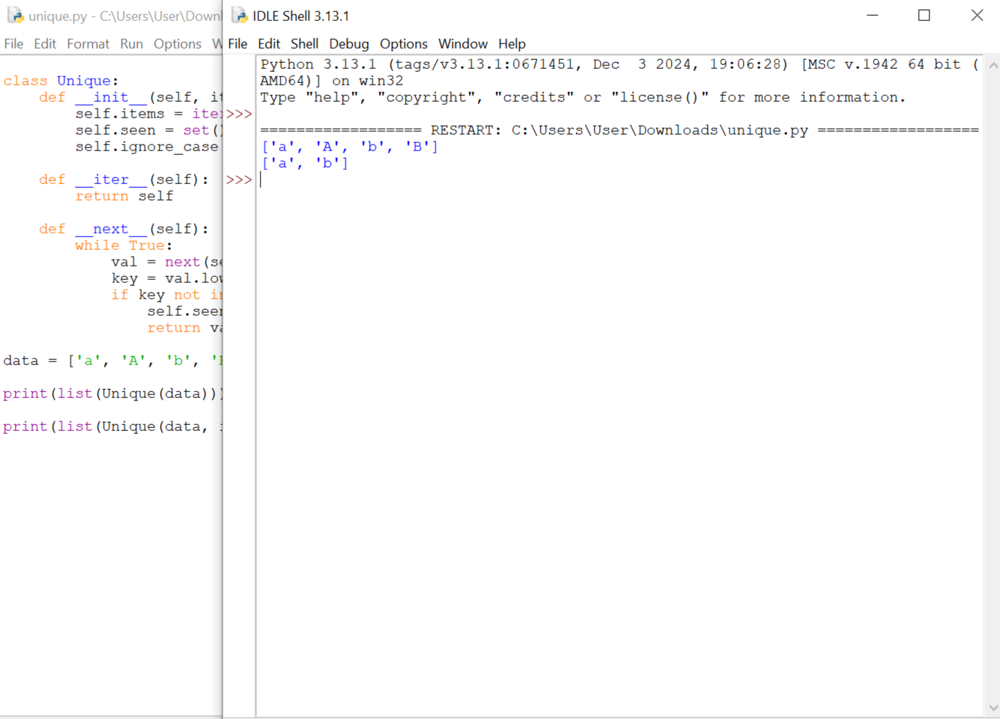 unique.py - C:\Users\User\Downl
File Edit Format Run Options W
class Unique:
    def __init__(self, it
        self.items = iter
        self.seen = set()
        self.ignore_case
    def __iter__(self):
        return self
    def __next__(self):
        while True:
            val = next(se
            key = val.low
            if key not in
                self.seen
                return va
data = ['a', 'A', 'b', '
print(list(Unique(data)))
print(list(Unique(data,
IDLE Shell 3.13.1
File Edit Shell Debug Options Window Help
Python 3.13.1 (tags/v3.13.1:0671451, Dec  3 2024, 19:06:28) [MSC v.1942 64 bit (
AMD64)] on win32
Type "help", "copyright", "credits" or "license()" for more information.
>>>
================== RESTART: C:\Users\User\Downloads\unique.py ==================
['a', 'A', 'b', 'B']
['a', 'b']
>>>